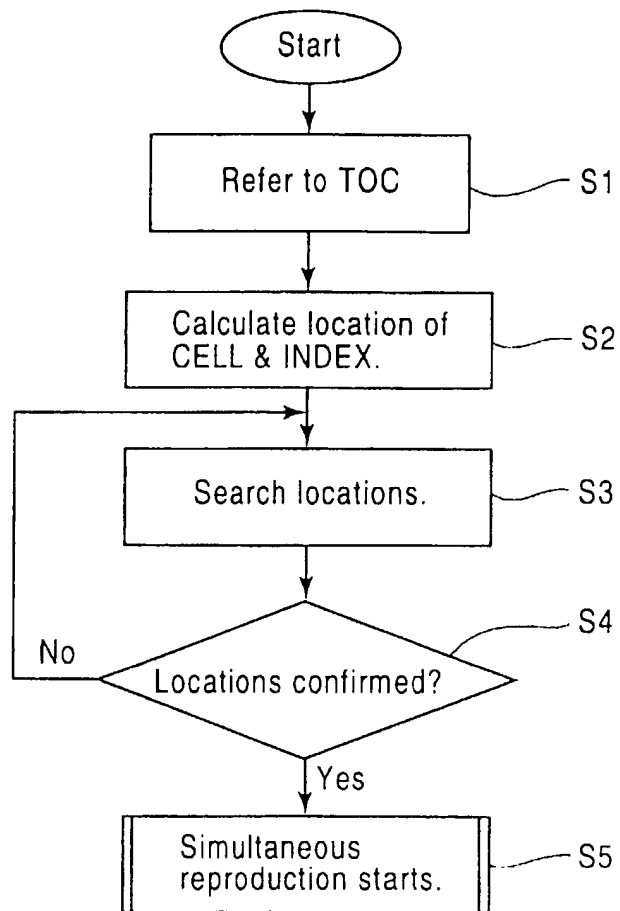 Start
Refer to TOC
S1
Calculate location of
CELL & INDEX.
S2
Search locations.
S3
S4
No
Locations confirmed?
Yes
Simultaneous
reproduction starts.
S5